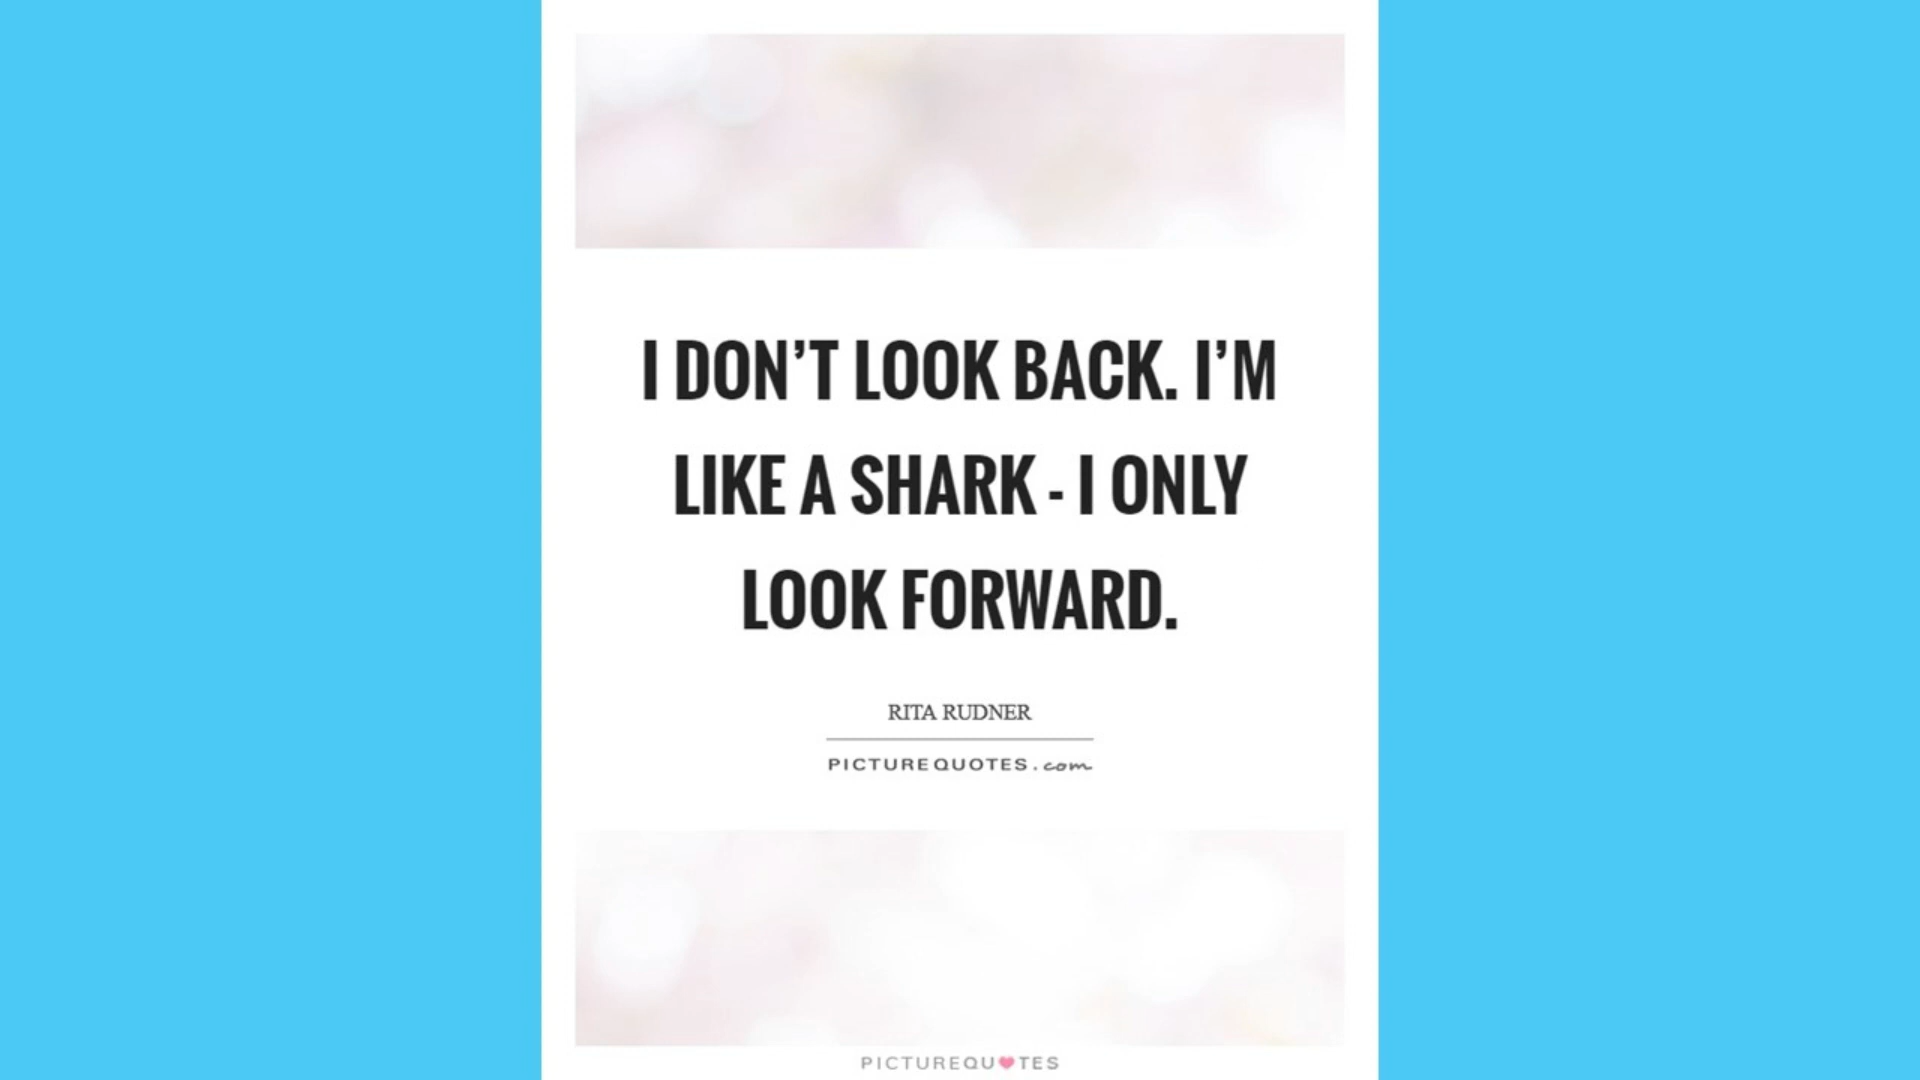 I DON’T LOOK BACK. I’M
LIKE A SHARK - I ONLY
LOOK FORWARD.
RITA RUDNER
PICTUREQUOTES.com
PICTUREQU♥TES